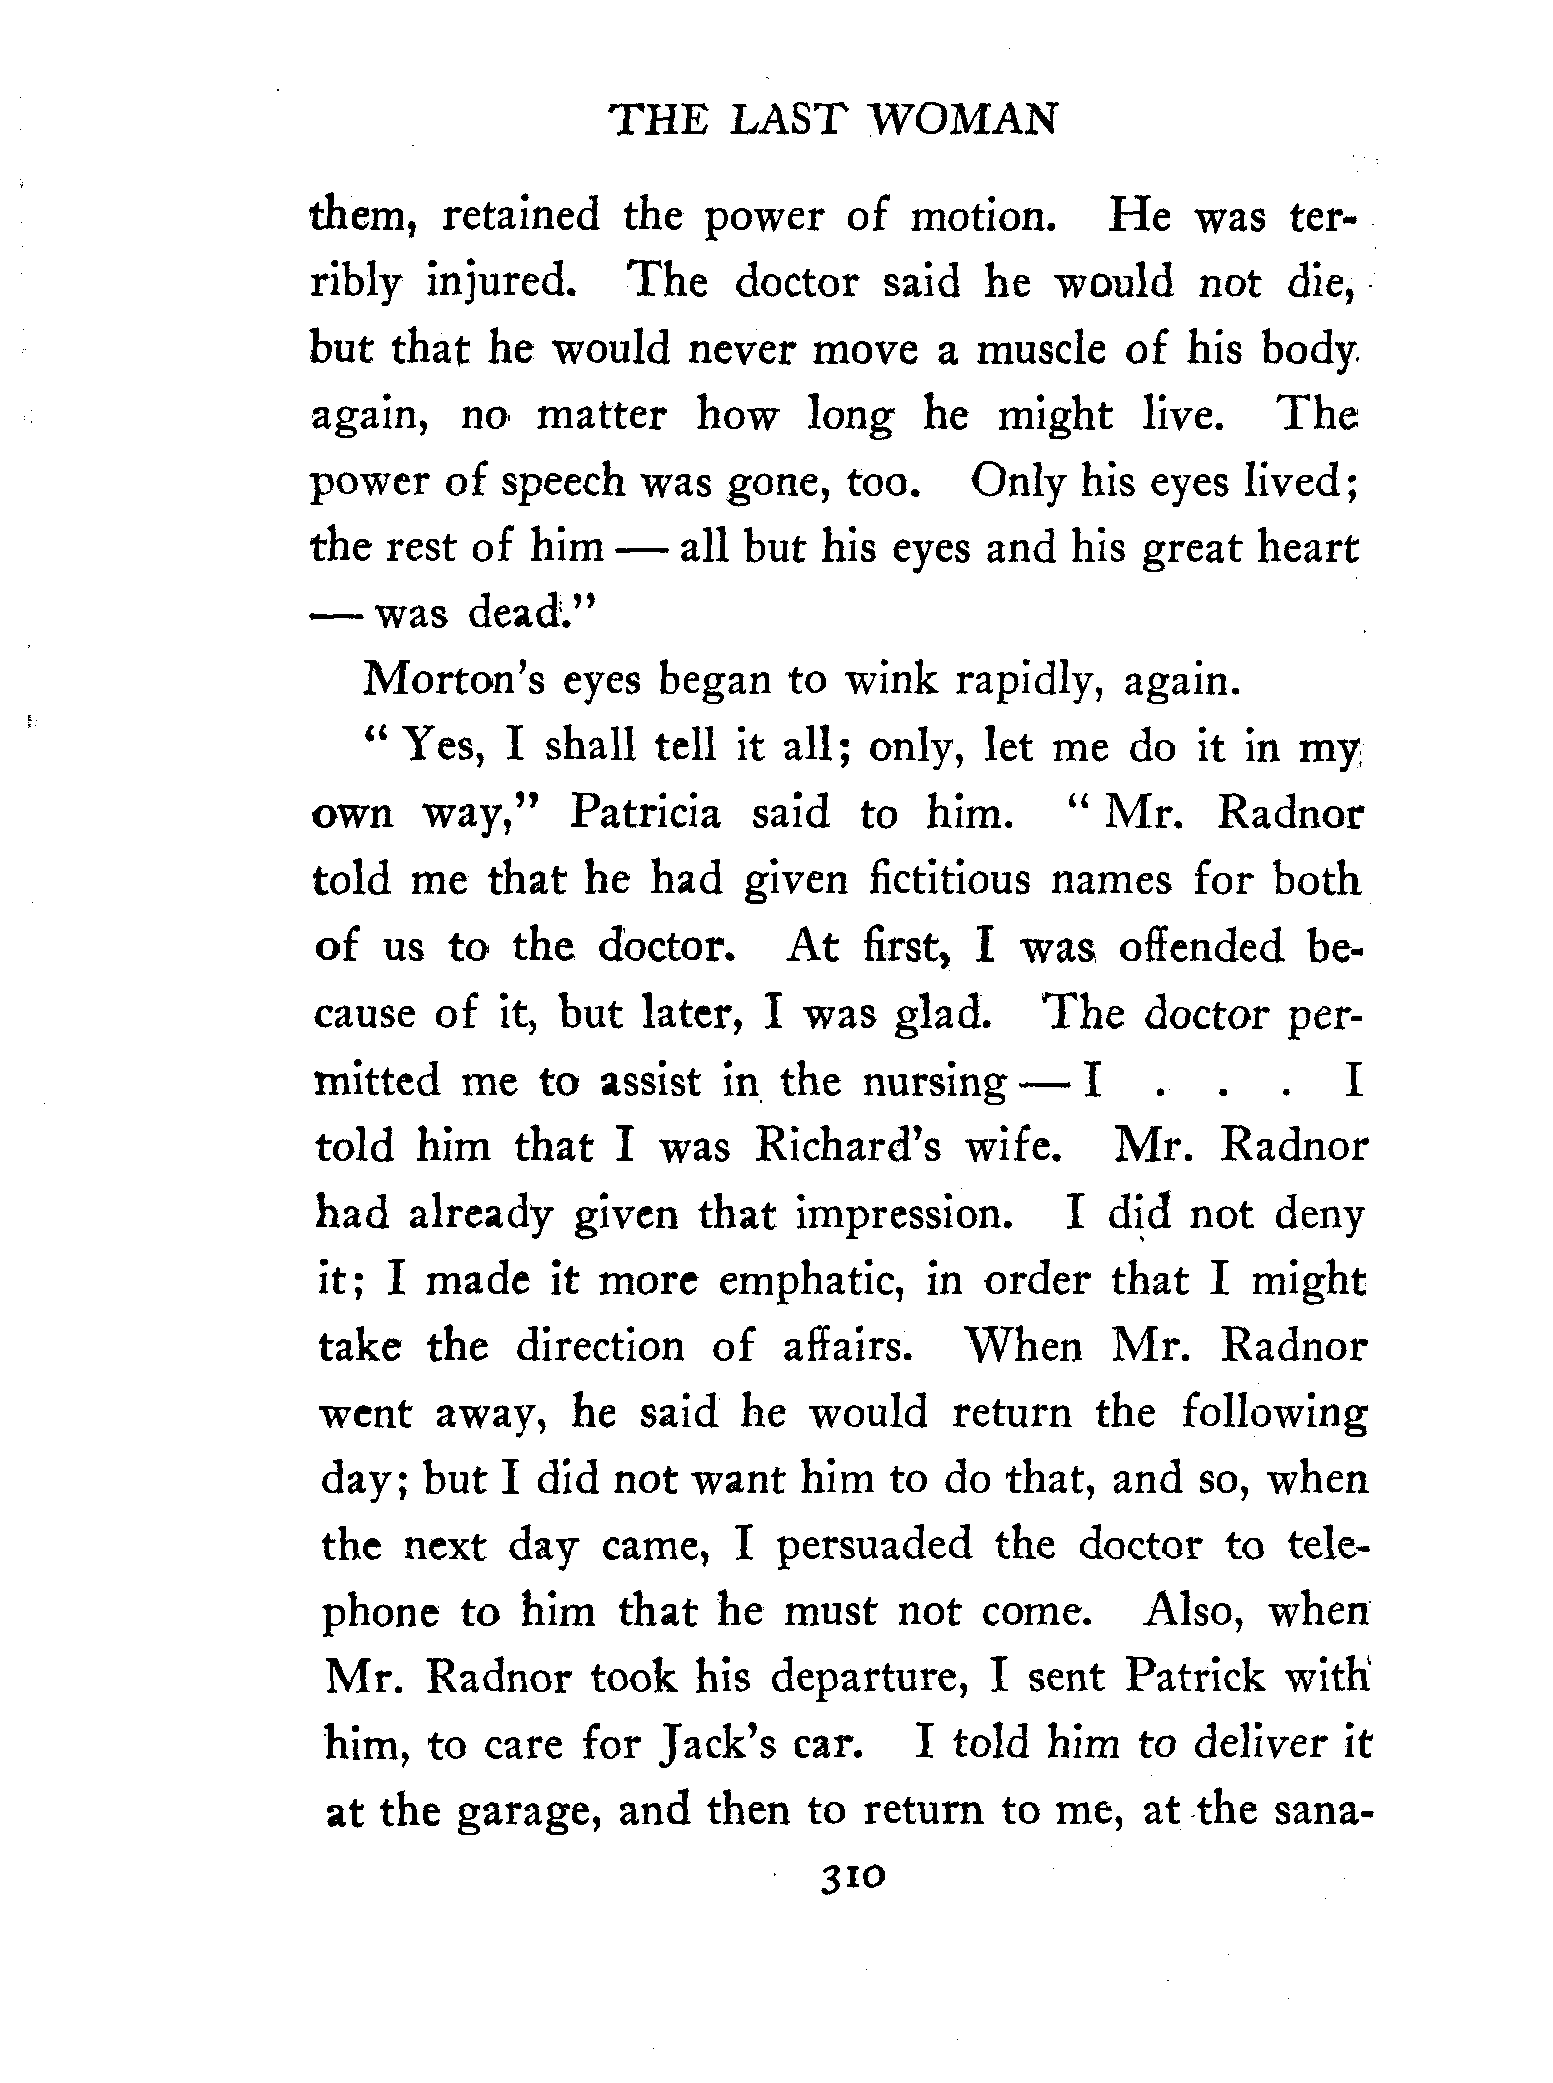 THE LAST WOMAN
them, retained the power of motion. He was ter-
ribly injured. The doctor said he would not die,
but that he would never move a muscle of his body
again, no matter how long he might live. The
power of speech was gone, too. Only his eyes lived;
the rest of him — all but his eyes and his great heart
— was dead."
Morton's eyes began to wink rapidly, again.
" Yes, I shall tell it all; only, let me do it in my
own way," Patricia said to him. " Mr. Radnor
told me that he had given fictitious names for both
of us to the doctor. At first, I was offended be-
cause of it, but later, I was glad. The doctor per-
mitted me to assist in the nursing — I . . . I
told him that I was Richard's wife. Mr. Radnor
had already given that impression. I did not deny
it; I made it more emphatic, in order that I might
take the direction of affairs. When Mr. Radnor
went away, he said he would return the following
day; but I did not want him to do that, and so, when
the next day came, I persuaded the doctor to tele-
phone to him that he must not come. Also, when
Mr. Radnor took his departure, I sent Patrick with
him, to care for Jack's car. I told him to deliver it
at the garage, and then to return to me, at the sana-
310